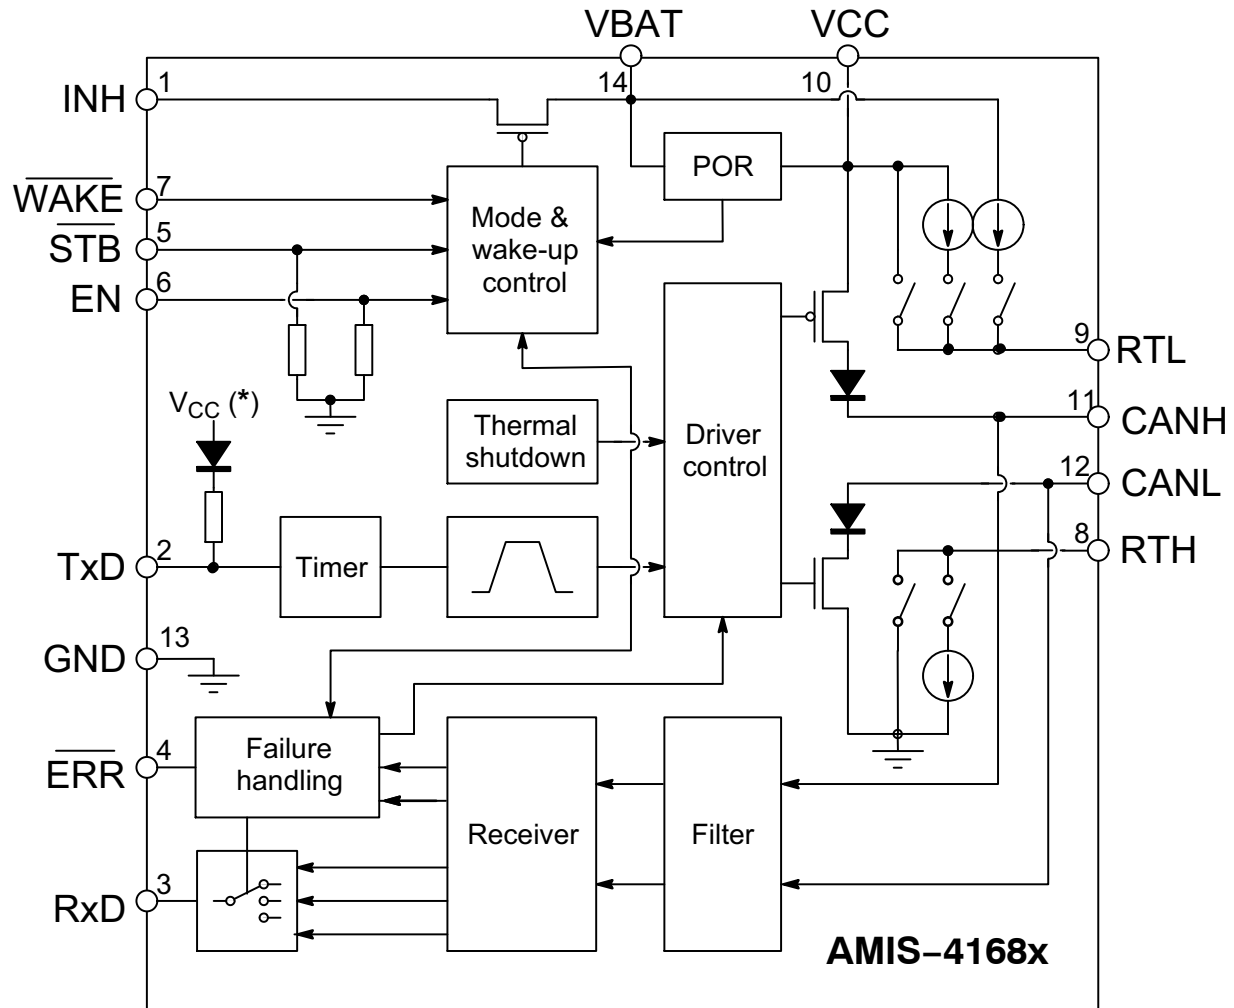 VBAT VCC
INH 1 14 10
POR
WAKE 7
STB 5
EN 6
Mode &
wake-up
control
9 RTL
VCC (*)
Thermal
shutdown
Driver
control
11 CANH
12 CANL
TxD 2
Timer
8 RTH
GND 13
ERR 4
Failure
handling
Receiver
Filter
RxD 3
AMIS–4168x